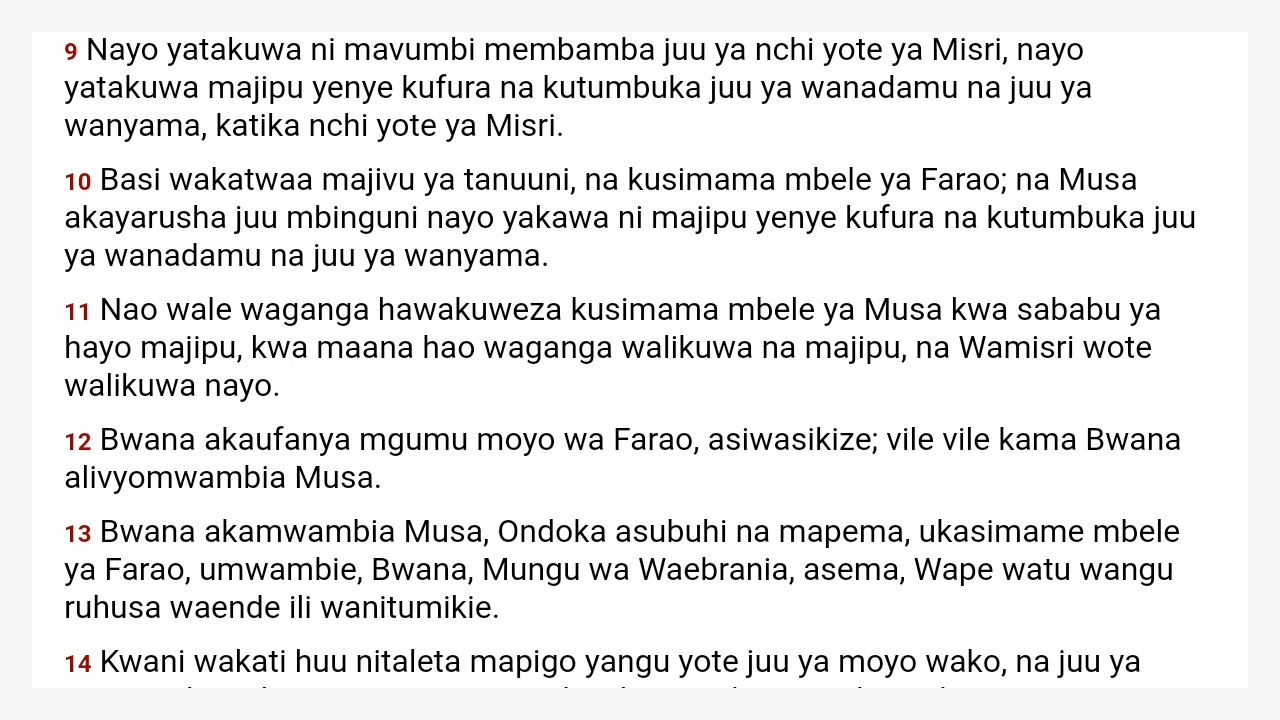 9 Nayo yatakuwa ni mavumbi membamba juu ya nchi yote ya Misri, nayo
yatakuwa majipu yenye kufura na kutumbuka juu ya wanadamu na juu ya
wanyama, katika nchi yote ya Misri.
10 Basi wakatwaa majivu ya tanuuni, na kusimama mbele ya Farao; na Musa
akayarusha juu mbinguni nayo yakawa ni majipu yenye kufura na kutumbuka juu
ya wanadamu na juu ya wanyama.
11 Nao wale waganga hawakuweza kusimama mbele ya Musa kwa sababu ya
hayo majipu, kwa maana hao waganga walikuwa na majipu, na Wamisri wote
walikuwa nayo.
12 Bwana akaufanya mgumu moyo wa Farao, asiwasikize; vile vile kama Bwana
alivyomwambia Musa.
13 Bwana akamwambia Musa, Ondoka asubuhi na mapema, ukasimame mbele
ya Farao, umwambie, Bwana, Mungu wa Waebrania, asema, Wape watu wangu
ruhusa waende ili wanitumikie.
14 Kwani wakati huu nitaleta mapigo yangu yote juu ya moyo wako, na juu ya